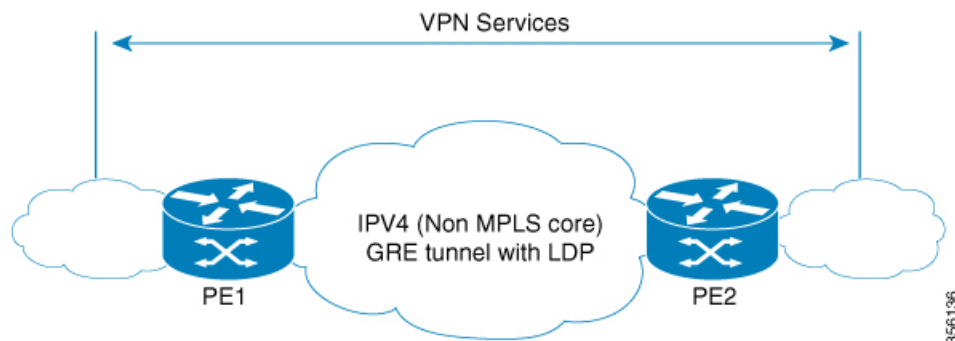 VPN Services
IPV4 (Non MPLS core)
GRE tunnel with LDP
PE1
PE2
356136